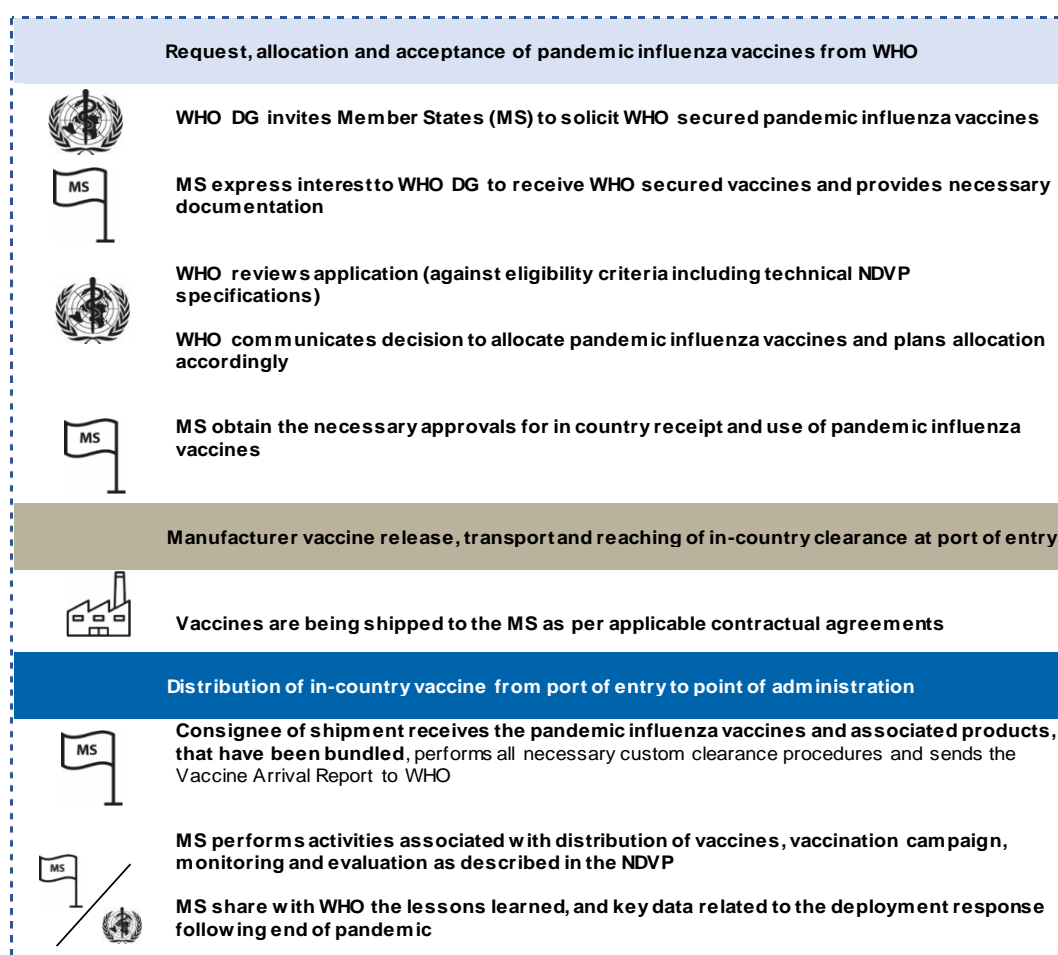 Request, allocation and acceptance of pandemic influenza vaccines from WHO
WHO DG invites Member States (MS) to solicit WHO secured pandemic influenza vaccines
MS
MS express interest to WHO DG to receive WHO secured vaccines and provides necessary
documentation
WHO reviews application (against eligibility criteria including technical NDVP
specifications)
WHO communicates decision to allocate pandemic influenza vaccines and plans allocation
accordingly
MS
MS obtain the necessary approvals for in country receipt and use of pandemic influenza
vaccines
Manufacturer vaccine release, transport and reaching of in-country clearance at port of entry
Vaccines are being shipped to the MS as per applicable contractual agreements
Distribution of in-country vaccine from port of entry to point of administration
MS
Consignee of shipment receives the pandemic influenza vaccines and associated products,
that have been bundled, performs all necessary custom clearance procedures and sends the
Vaccine Arrival Report to WHO
MS
MS performs activities associated with distribution of vaccines, vaccination campaign,
monitoring and evaluation as described in the NDVP
MS share with WHO the lessons learned, and key data related to the deployment response
following end of pandemic